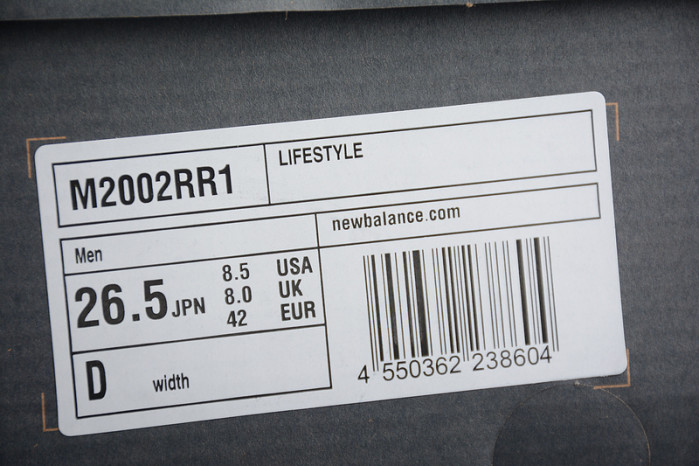 M2002RR1
LIFESTYLE
newbalance.com
Men
26.5 JPN
8.5 USA
8.0 UK
42 EUR
D width
4 550362 238604